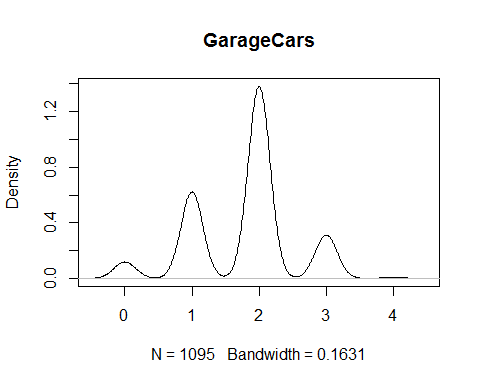 GarageCars
Density
1.2
0.8
0.4
0.0
0 1 2 3 4
N = 1095 Bandwidth = 0.1631